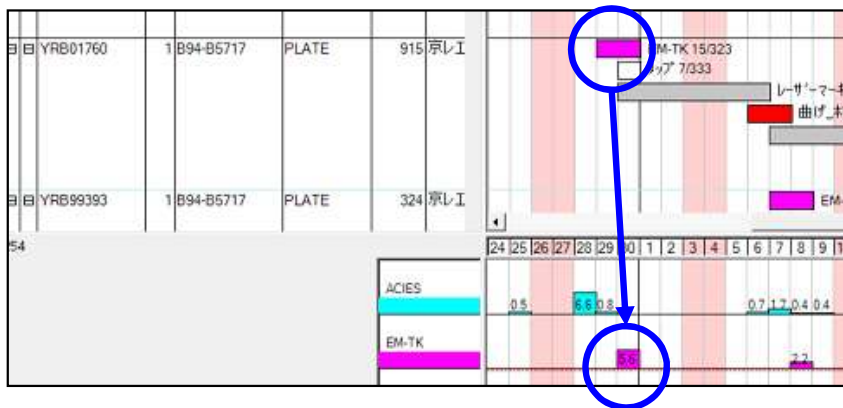 YRB01760 1 B94-B5717 PLATE 915 京レエ EM-TK 15/323
7/333
レーザーマーキ
曲げ_ホ
YRB99393 1 B94-B5717 PLATE 324 京レエ EM-
54 24 25 26 27 28 29 30 1 2 3 4 5 6 7 8 9 1
ACIES 0.5 6.6 0.8 0.7 1.7 0.4 0.4
EM-TK 5.6 2.2